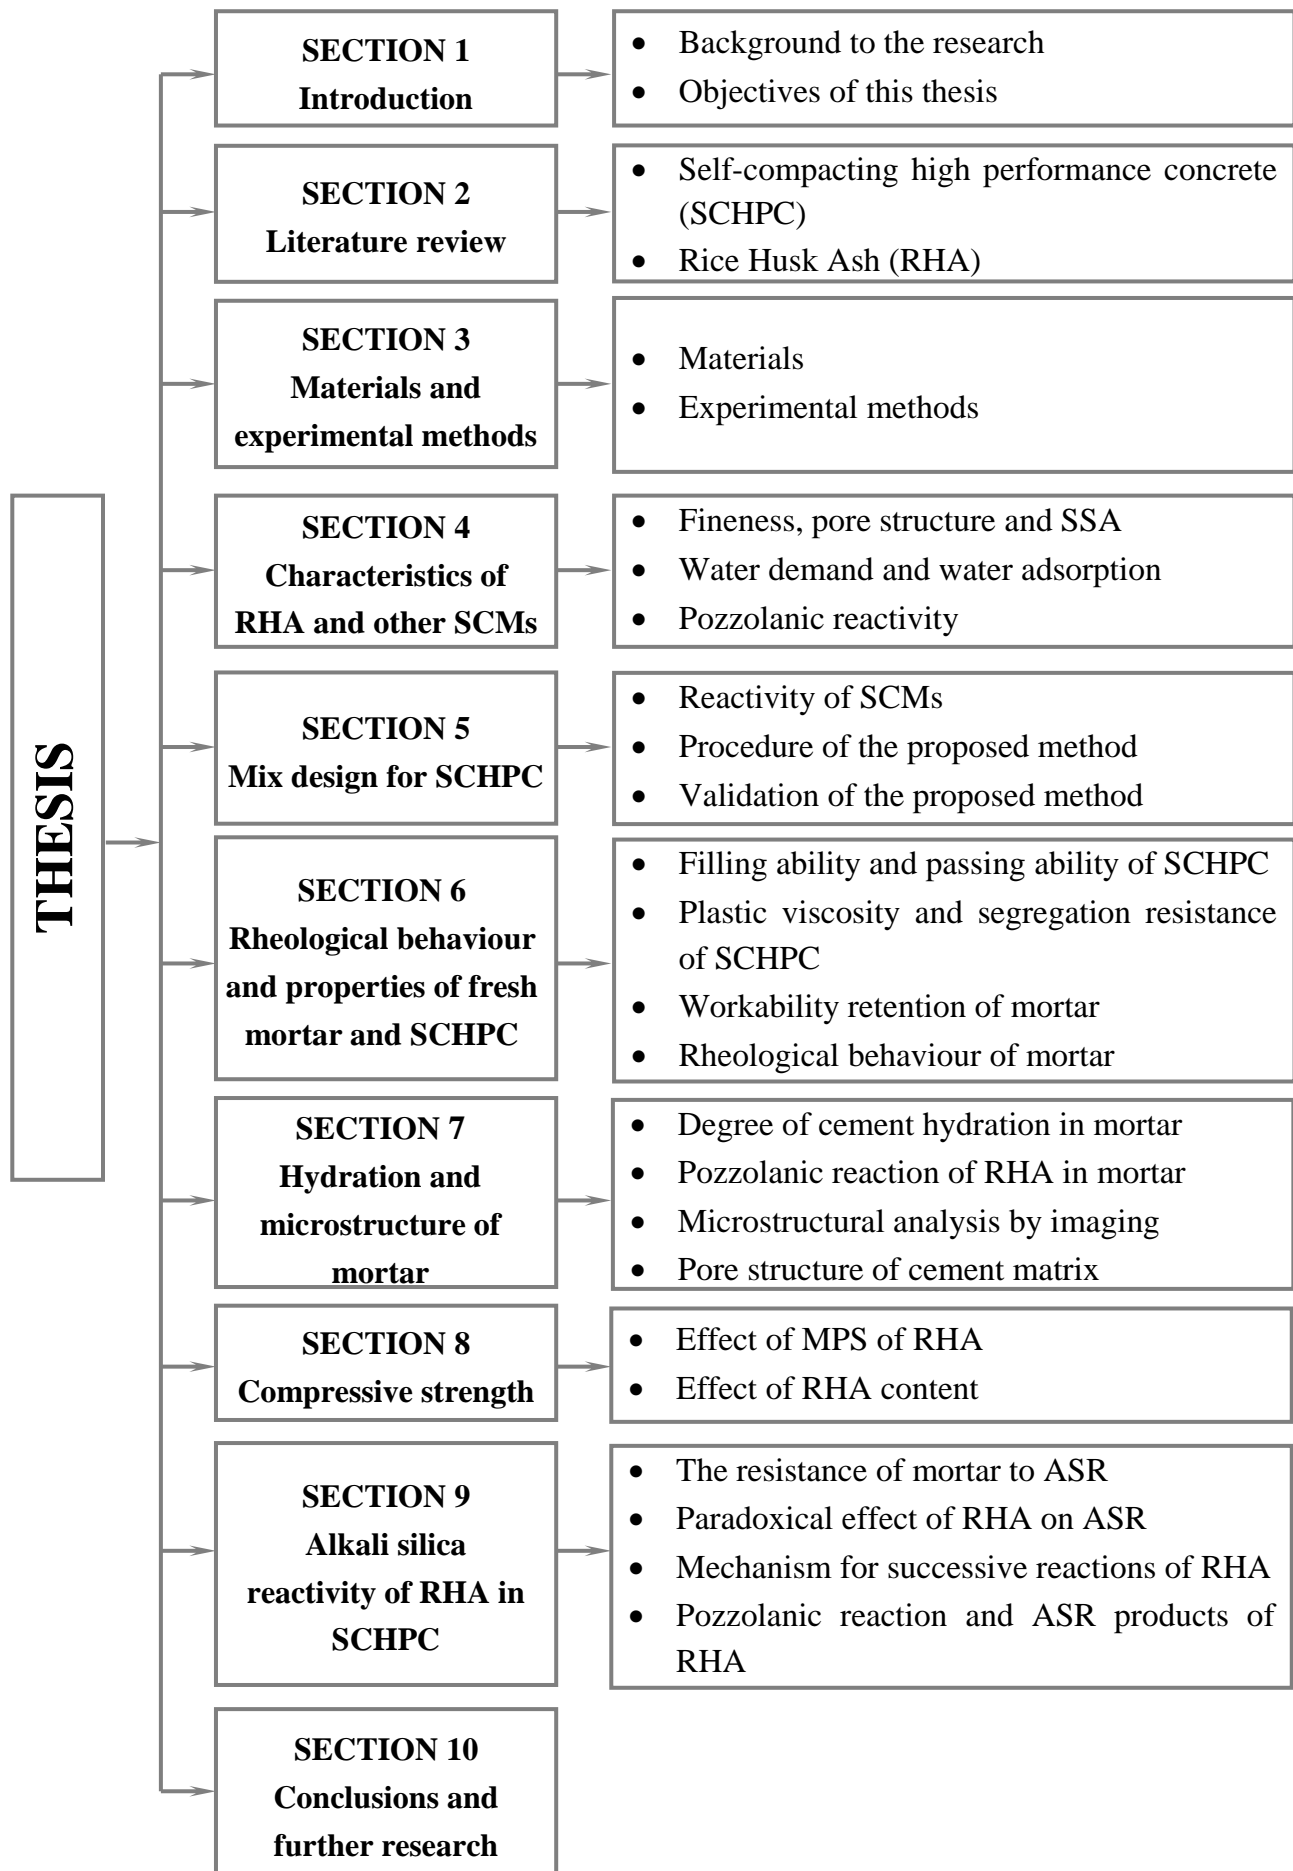 THESIS
SECTION 1
Introduction
• Background to the research
• Objectives of this thesis
SECTION 2
Literature review
• Self-compacting high performance concrete
(SCHPC)
• Rice Husk Ash (RHA)
SECTION 3
Materials and
experimental methods
• Materials
• Experimental methods
SECTION 4
Characteristics of
RHA and other SCMs
• Fineness, pore structure and SSA
• Water demand and water adsorption
• Pozzolanic reactivity
SECTION 5
Mix design for SCHPC
• Reactivity of SCMs
• Procedure of the proposed method
• Validation of the proposed method
SECTION 6
Rheological behaviour
and properties of fresh
mortar and SCHPC
• Filling ability and passing ability of SCHPC
• Plastic viscosity and segregation resistance
of SCHPC
• Workability retention of mortar
• Rheological behaviour of mortar
SECTION 7
Hydration and
microstructure of
mortar
• Degree of cement hydration in mortar
• Pozzolanic reaction of RHA in mortar
• Microstructural analysis by imaging
• Pore structure of cement matrix
SECTION 8
Compressive strength
• Effect of MPS of RHA
• Effect of RHA content
SECTION 9
Alkali silica
reactivity of RHA in
SCHPC
• The resistance of mortar to ASR
• Paradoxical effect of RHA on ASR
• Mechanism for successive reactions of RHA
• Pozzolanic reaction and ASR products of
RHA
SECTION 10
Conclusions and
further research